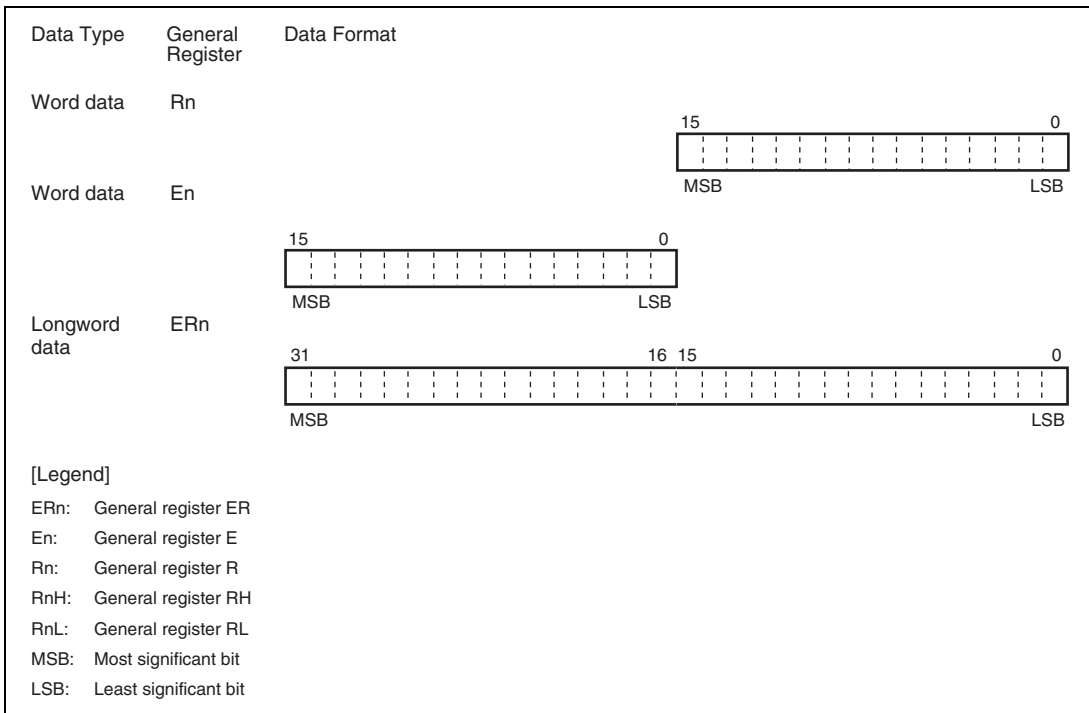 Data Type General Register Data Format
Word data Rn
15 0
MSB LSB
Word data En
15 0
MSB LSB
Longword data ERn
31 16 15 0
MSB LSB
[Legend]
ERn: General register ER
En: General register E
Rn: General register R
RnH: General register RH
RnL: General register RL
MSB: Most significant bit
LSB: Least significant bit